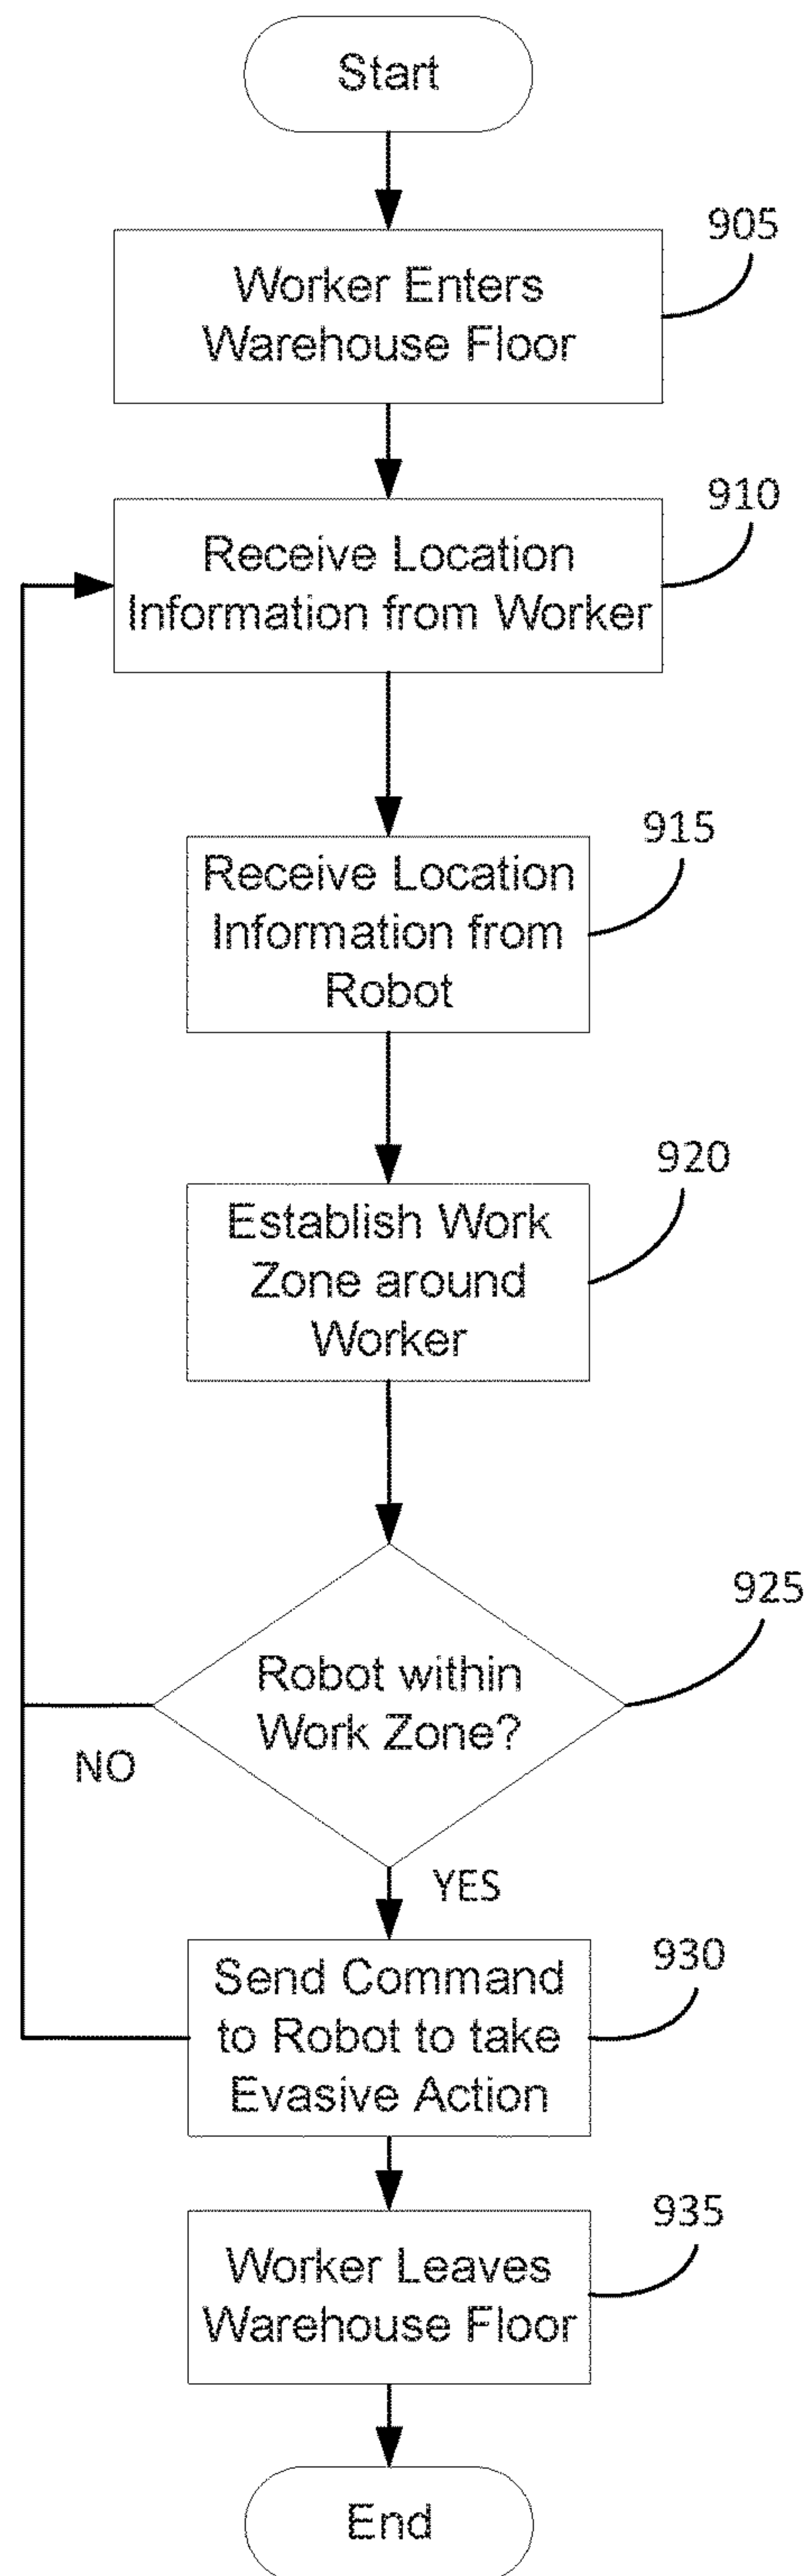 Start
905
Worker Enters
Warehouse Floor
910
Receive Location
Information from Worker
915
Receive Location
Information from
Robot
920
Establish Work
Zone around
Worker
925
Robot within
Work Zone?
NO
YES
930
Send Command
to Robot to take
Evasive Action
935
Worker Leaves
Warehouse Floor
End